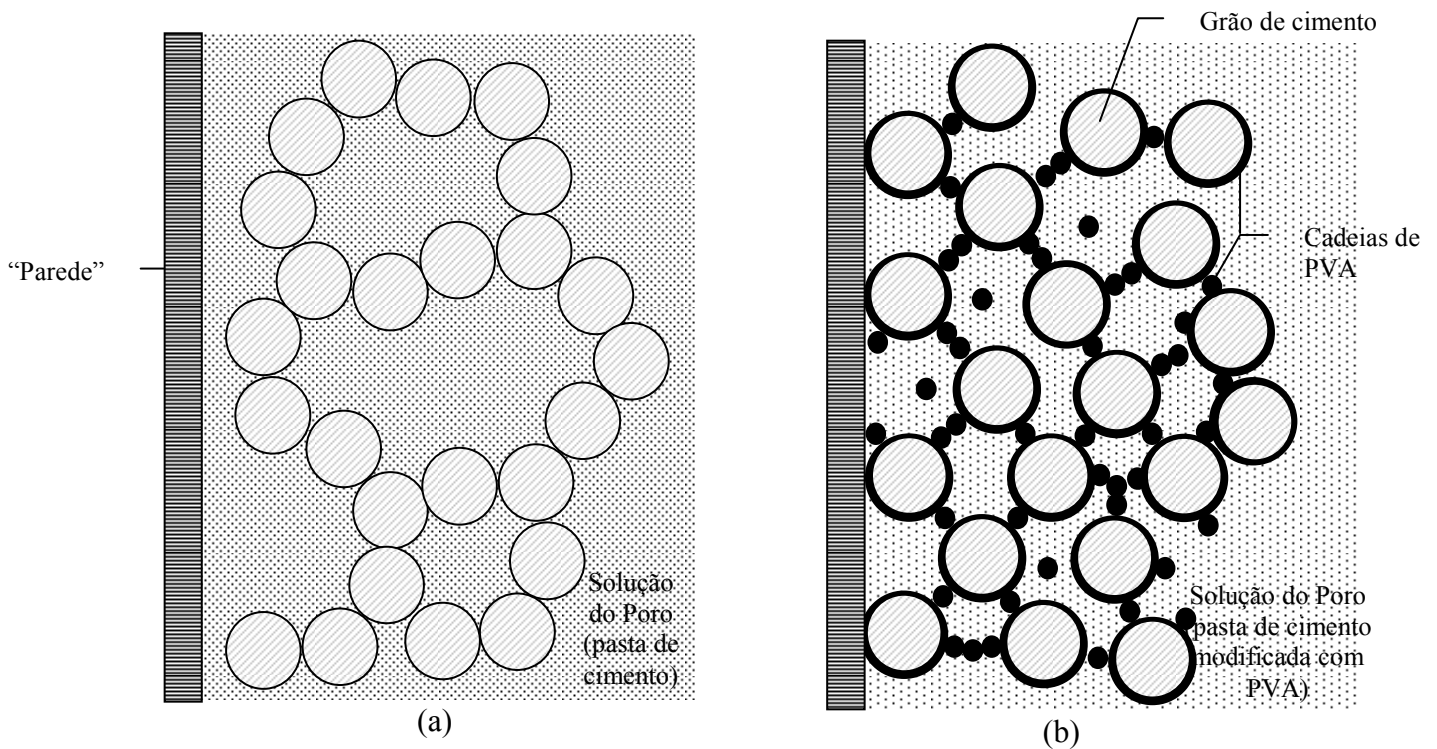 Grão de cimento
"Parede"
Cadeias de
PVA
Solução
do Poro
(pasta de
cimento)
Solução do Poro
(pasta de cimento
modificada com
PVA)
(a)
(b)